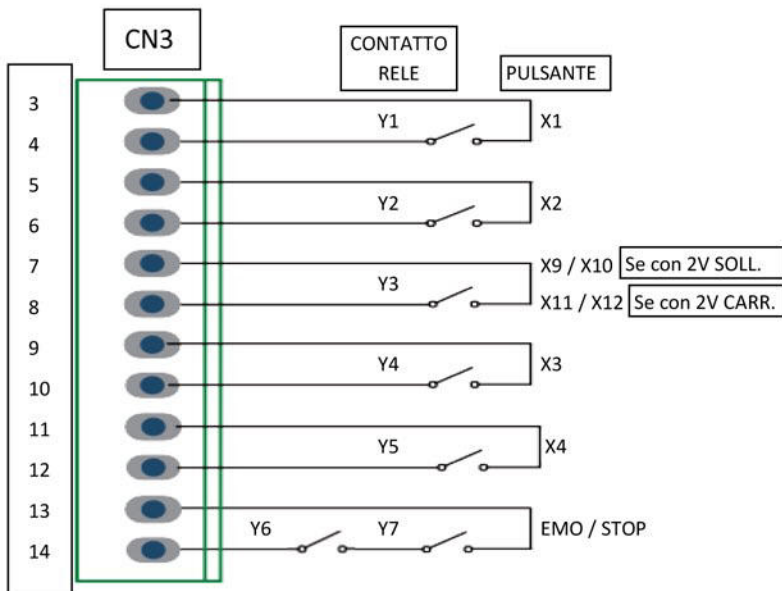 CN3
CONTATTO
RELE
PULSANTE
3
Y1
X1
4
5
Y2
X2
6
7
X9 / X10 Se con 2V SOLL.
Y3
8
X11 / X12 Se con 2V CARR.
9
Y4
X3
10
11
Y5
X4
12
13
Y6
Y7
EMO / STOP
14